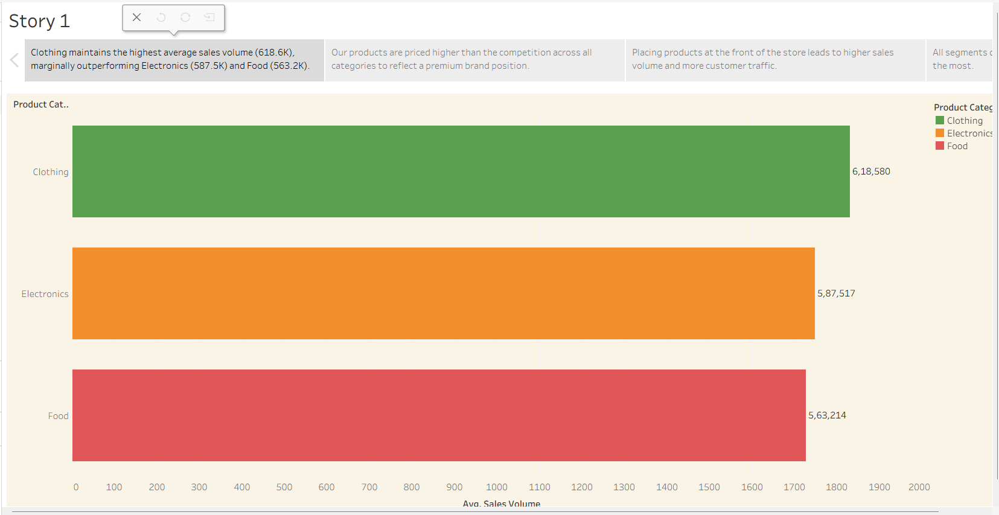 Story 1
Clothing maintains the highest average sales volume (618.6K),
marginally outperforming Electronics (587.5K) and Food (563.2K).
Our products are priced higher than the competition across all
categories to reflect a premium brand position.
Placing products at the front of the store leads to higher sales
volume and more customer traffic.
All segments
the most.
Product Cat..
Product Categ
Clothing
Electronics
Food
Clothing
6,18,580
Electronics
5,87,517
Food
5,63,214
0 100 200 300 400 500 600 700 800 900 1000 1100 1200 1300 1400 1500 1600 1700 1800 1900 2000
Avg. Sales Volume